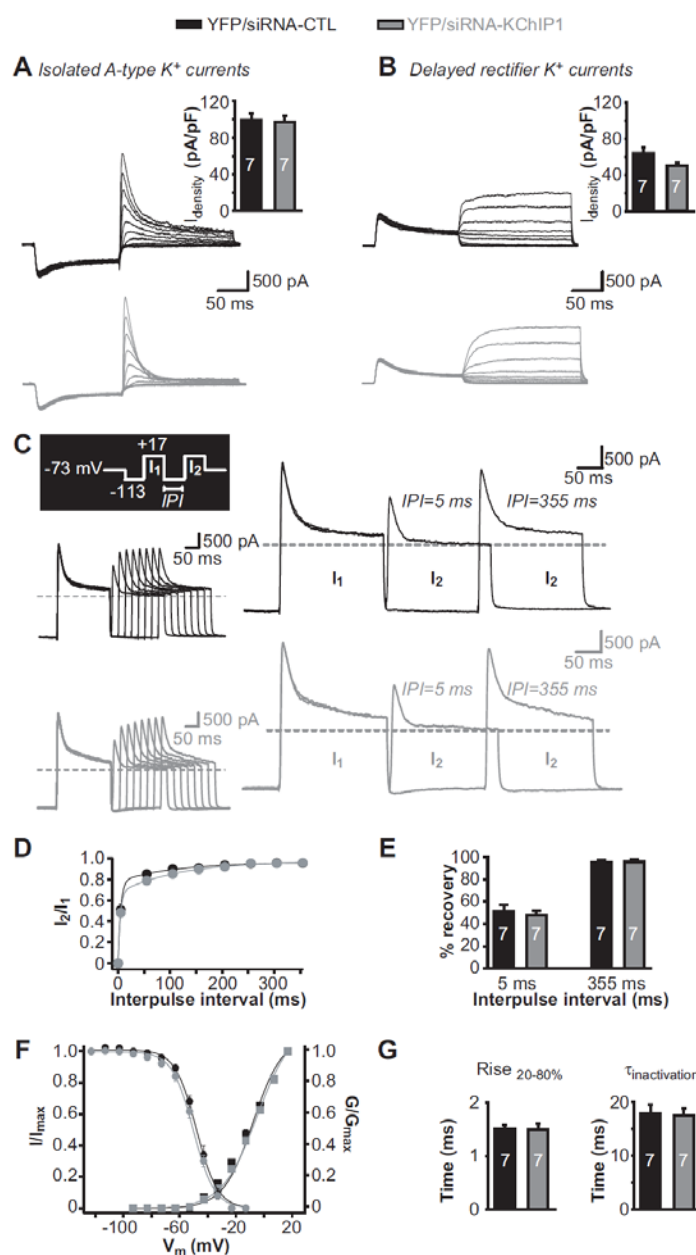 YFP/siRNA-CTL YFP/siRNA-KChIP1
A Isolated A-type K+ currents
B Delayed rectifier K+ currents
Idensity (pA/pF)
120
80
40
0
7 7
500 pA
50 ms
Idensity (pA/pF)
120
80
40
0
7 7
500 pA
50 ms
C
+17
-73 mV
I1 I2
-113 IPI
500 pA
50 ms
500 pA
50 ms
IPI=5 ms IPI=355 ms
I1 I2 I2
500 pA
50 ms
500 pA
50 ms
IPI=5 ms IPI=355 ms
I1 I2 I2
D
I2/I1
1.0
0.8
0.6
0.4
0.2
0
0 100 200 300
Interpulse interval (ms)
E
% recovery
100
80
60
40
20
0
7 7 7 7
5 ms 355 ms
Interpulse interval (ms)
F
I/Imax
1.0
0.8
0.6
0.4
0.2
0
G/Gmax
1.0
0.8
0.6
0.4
0.2
0
-100 -60 -20 20
Vm (mV)
G
Rise 20-80%
Time (ms)
2
1
0
7 7
τinactivation
Time (ms)
20
10
0
7 7